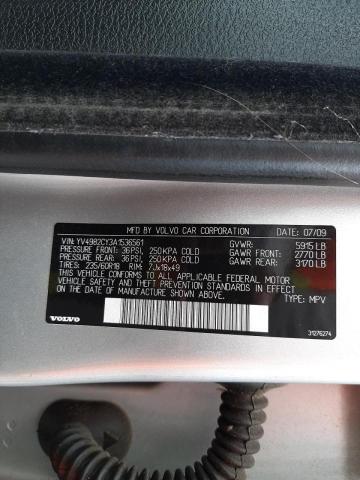 MFD BY VOLVO CAR CORPORATION DATE: 07/09
VIN: YV4982CY3A1536561 GVWR: 5915 LB
PRESSURE FRONT: 36PSI, 250KPA COLD GAWR FRONT: 2770 LB
PRESSURE REAR: 36PSI, 250 KPA COLD GAWR REAR: 3170 LB
TIRES: 235/60R18 RIM: 7Jx18x49
THIS VEHICLE CONFORMS TO ALL APPLICABLE FEDERAL MOTOR
VEHICLE SAFETY AND THEFT PREVENTION STANDARDS IN EFFECT
ON THE DATE OF MANUFACTURE SHOWN ABOVE.
TYPE: MPV
VOLVO 31276274